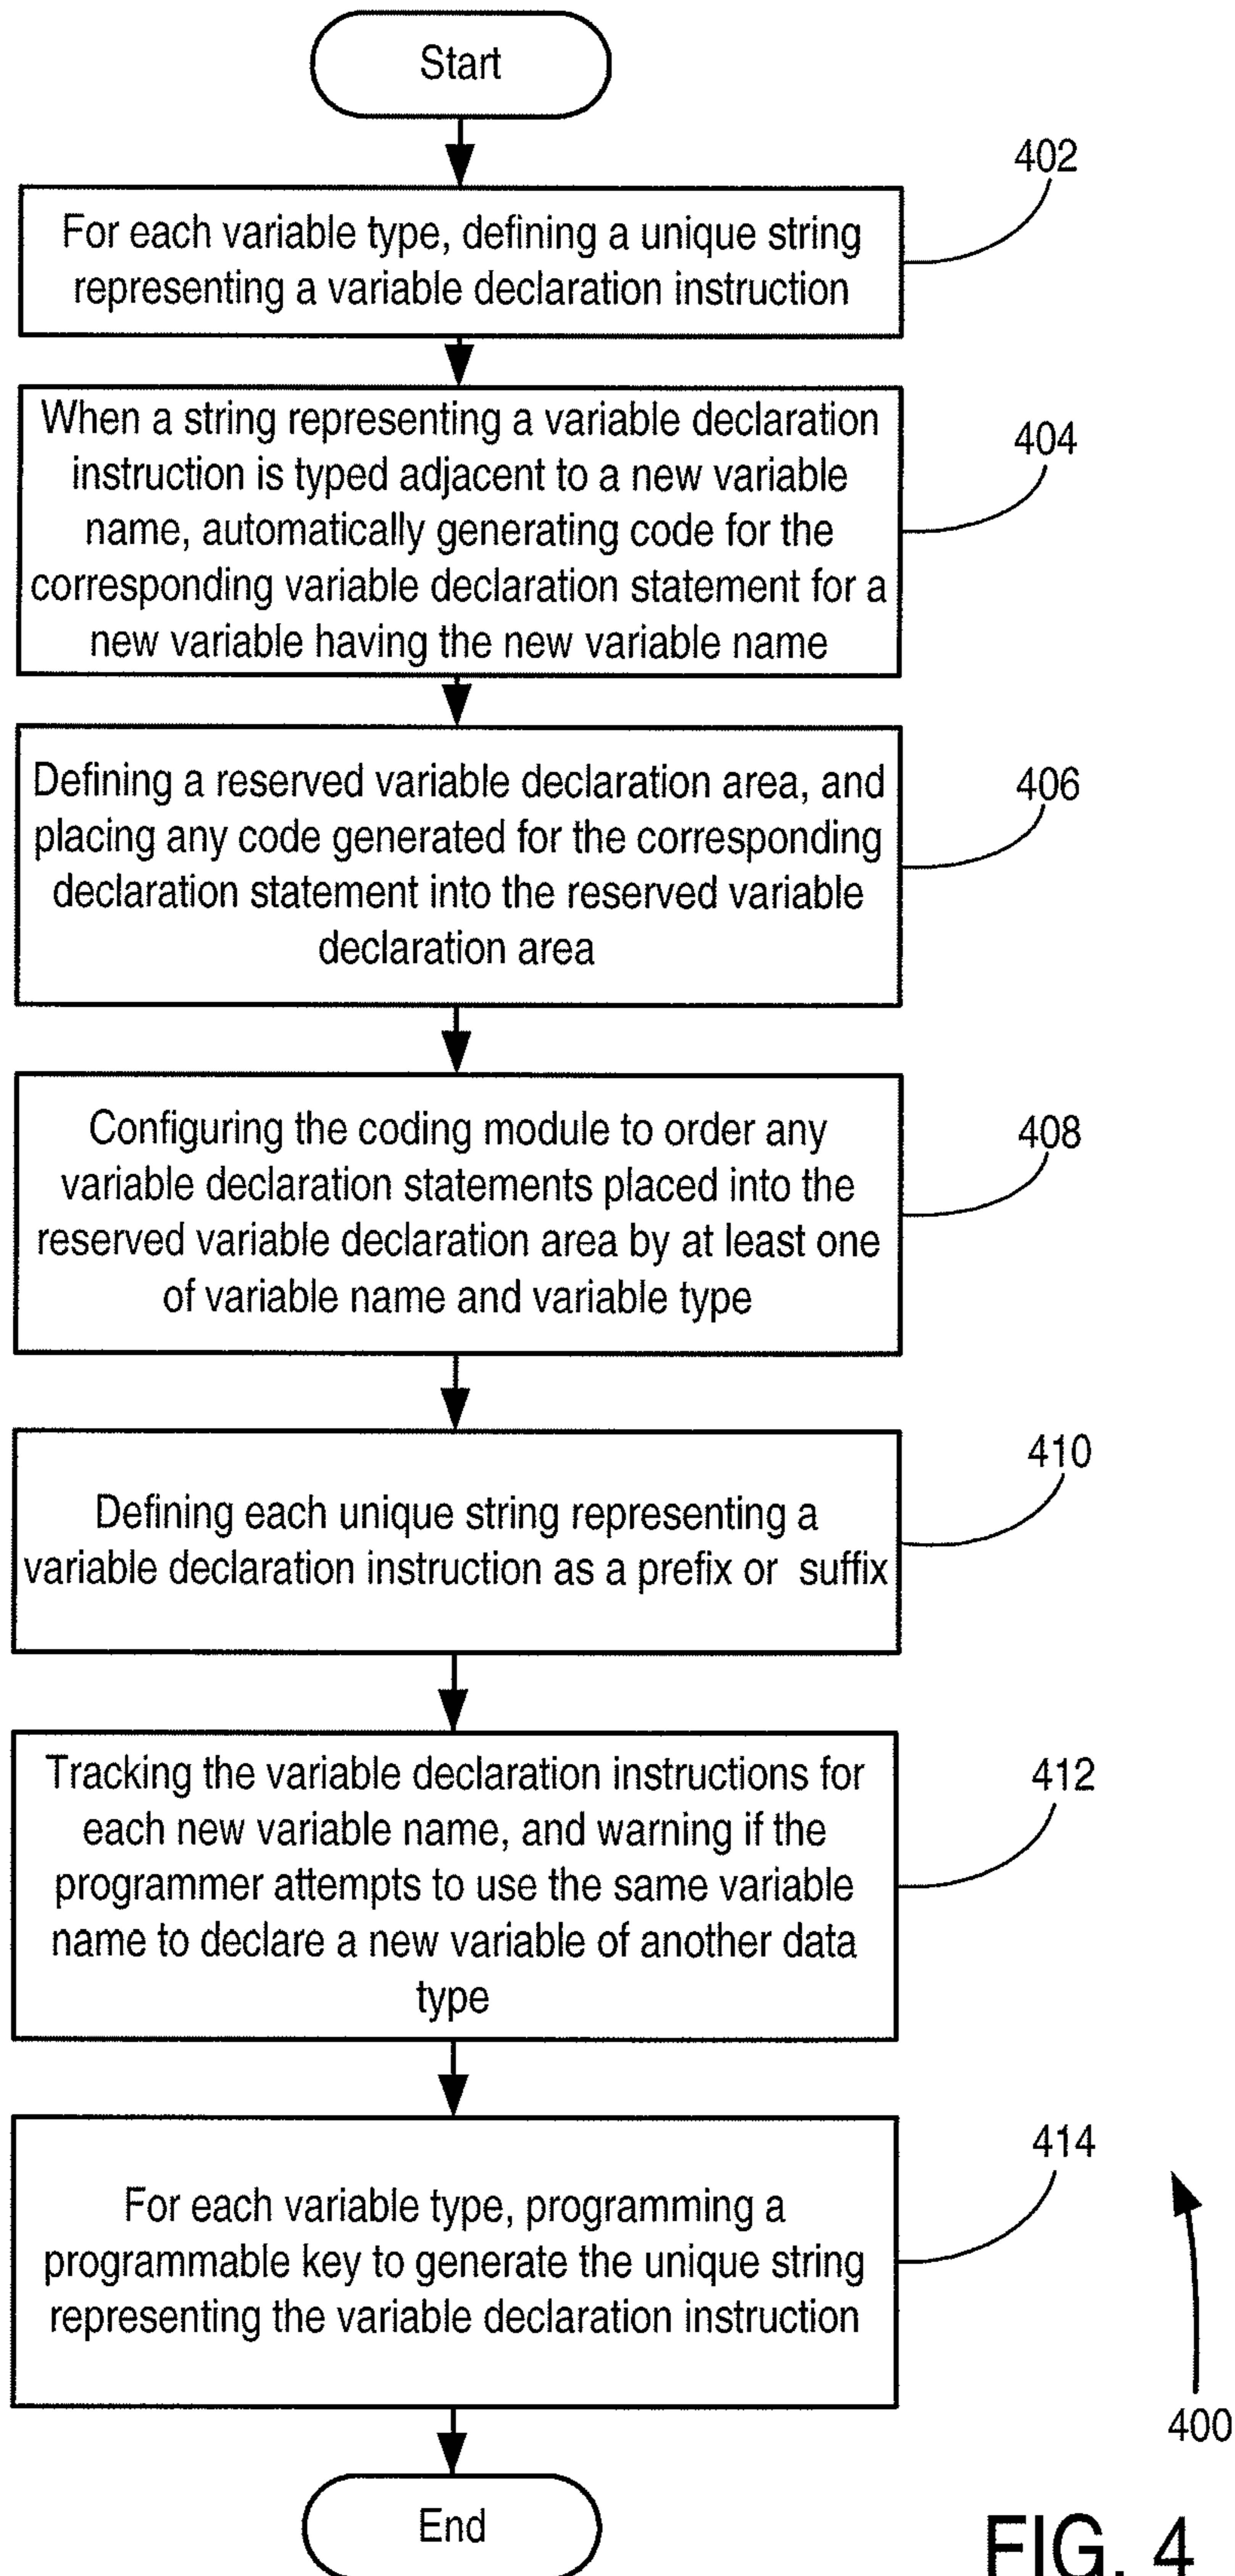 Start
402
For each variable type, defining a unique string
representing a variable declaration instruction
When a string representing a variable declaration
instruction is typed adjacent to a new variable
name, automatically generating code for the
corresponding variable declaration statement for a
new variable having the new variable name
404
Defining a reserved variable declaration area, and
placing any code generated for the corresponding
declaration statement into the reserved variable
declaration area
406
Configuring the coding module to order any
variable declaration statements placed into the
reserved variable declaration area by at least one
of variable name and variable type
408
Defining each unique string representing a
variable declaration instruction as a prefix or suffix
410
Tracking the variable declaration instructions for
each new variable name, and warning if the
programmer attempts to use the same variable
name to declare a new variable of another data
type
412
For each variable type, programming a
programmable key to generate the unique string
representing the variable declaration instruction
414
400
End
FIG. 4